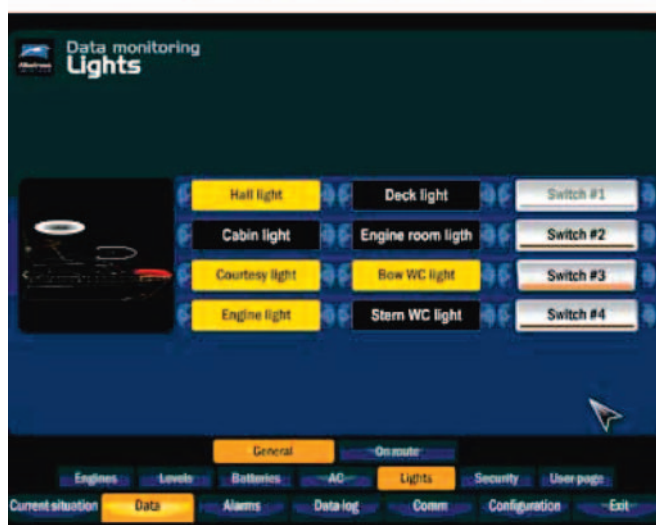 Data monitoring
Lights
Albatross
Hall light Deck light Switch #1
Cabin light Engine room ligth Switch #2
Courtesy light Bow WC light Switch #3
Engine light Stern WC light Switch #4
General On route
Engines Levels Batteries AC Lights Security User page
Current situation Data Alarms Data log Comm Configuration Exit